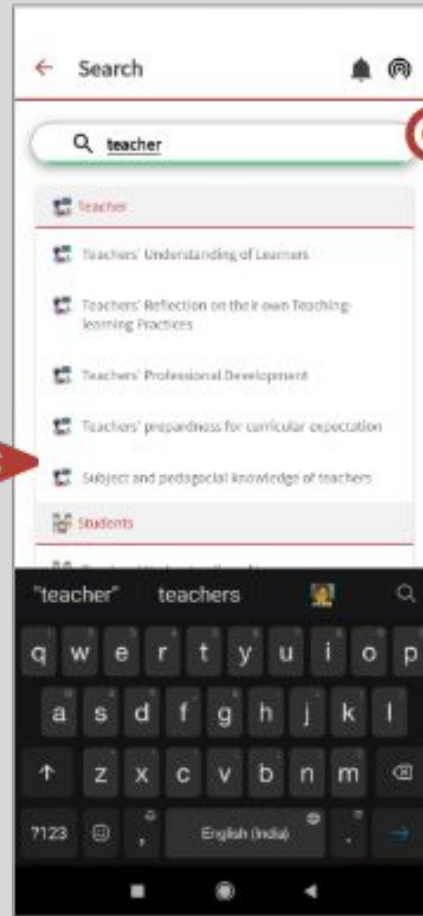 Search
teacher
Teacher
Teachers' Understanding of Learners
Teachers' Reflection on their own Teaching-
learning Practices
Teachers' Professional Development
Teachers' prepardness for curricular expectation
Subject and pedagocial knowledge of teachers
Students
"teacher" teachers
q w e r t y u i o p
a s d f g h j k l
z x c v b n m
?123 , English (India) .